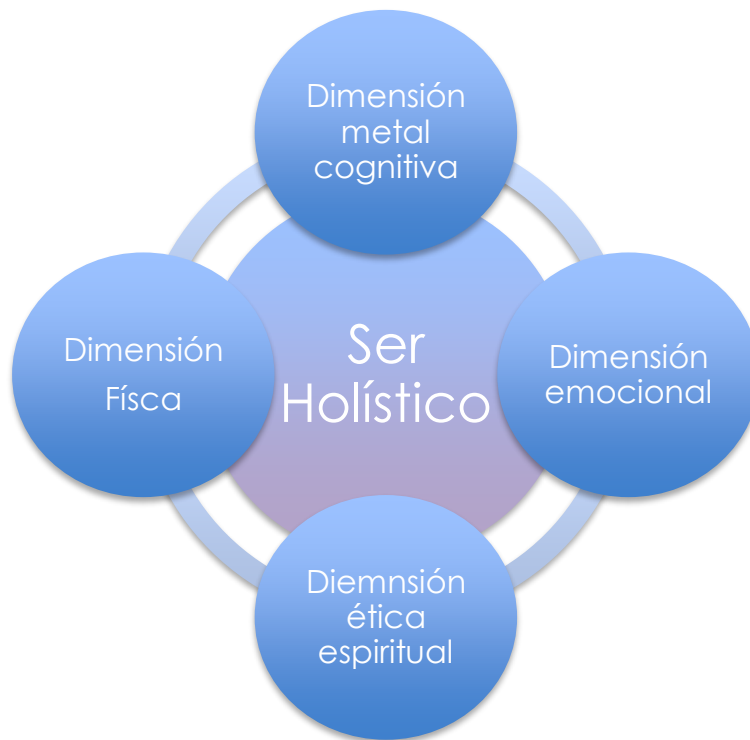 Dimensión
metal
cognitiva
Ser
Holístico
Dimensión
Físca
Dimensión
emocional
Diemnsión
ética
espiritual